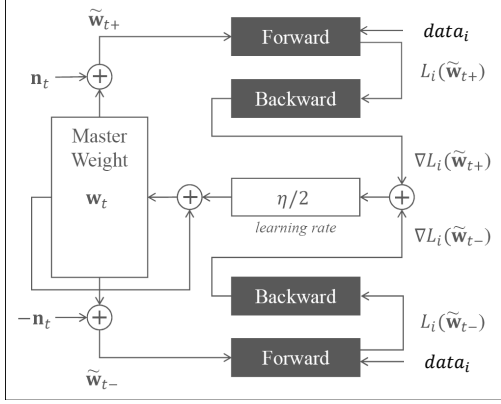 w̃ₜ₊
Forward
dataᵢ
nₜ
+
Lᵢ(w̃ₜ₊)
Backward
Master
Weight
∇Lᵢ(w̃ₜ₊)
wₜ
+
η/2
+
learning rate
∇Lᵢ(w̃ₜ₋)
Backward
−nₜ
+
Lᵢ(w̃ₜ₋)
Forward
dataᵢ
w̃ₜ₋